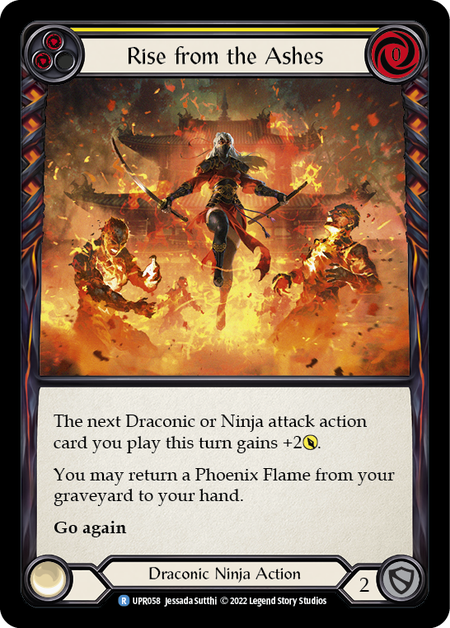 Rise from the Ashes
0
The next Draconic or Ninja attack action
card you play this turn gains +2.
You may return a Phoenix Flame from your
graveyard to your hand.
Go again
Draconic Ninja Action
2
R UPR058 Jessada Sutthi © 2022 Legend Story Studios